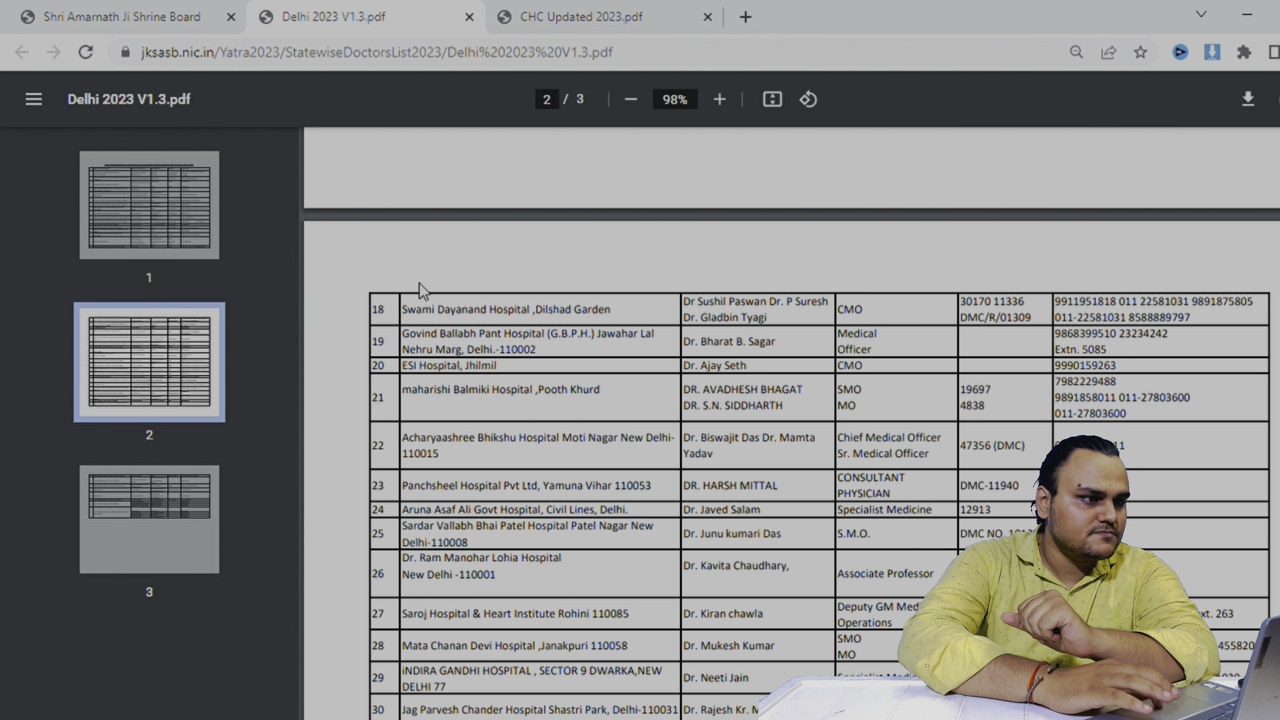 Shri Amarnath Ji Shrine Board
Delhi 2023 V1.3.pdf
CHC Updated 2023.pdf
jksasb.nic.in/Yatra2023/StatewiseDoctorsList2023/Delhi%202023%20V1.3.pdf
Delhi 2023 V1.3.pdf
2 / 3
98%
1
2
3
18 Swami Dayanand Hospital ,Dilshad Garden Dr Sushil Paswan Dr. P Suresh CMO 30170 11336 9911951818 011 22581031 9891875805
Dr. Gladbin Tyagi DMC/R/01309 011-22581031 8588889797
19 Govind Ballabh Pant Hospital (G.B.P.H.) Jawahar Lal Dr. Bharat B. Sagar Medical 9868399510 23234242
Nehru Marg, Delhi.-110002 Officer Extn. 5085
20 ESI Hospital, Jhilmil Dr. Ajay Seth CMO 9990159263
21 maharishi Balmiki Hospital ,Pooth Khurd DR. AVADHESH BHAGAT SMO 19697 7982229488
DR. S.N. SIDDHARTH MO 4838 9891858011 011-27803600
011-27803600
22 Acharyaashree Bhikshu Hospital Moti Nagar New Delhi- Dr. Biswajit Das Dr. Mamta Chief Medical Officer 47356 (DMC)
110015 Yadav Sr. Medical Officer
23 Panchsheel Hospital Pvt Ltd, Yamuna Vihar 110053 DR. HARSH MITTAL CONSULTANT DMC-11940
PHYSICIAN
24 Aruna Asaf Ali Govt Hospital, Civil Lines, Delhi. Dr. Javed Salam Specialist Medicine 12913
25 Sardar Vallabh Bhai Patel Hospital Patel Nagar New Dr. Junu kumari Das S.M.O. DMC NO
Delhi-110008
26 Dr. Ram Manohar Lohia Hospital Dr. Kavita Chaudhary, Associate Professor
New Delhi -110001
27 Saroj Hospital & Heart Institute Rohini 110085 Dr. Kiran chawla Deputy GM Med ext. 263
Operations
28 Mata Chanan Devi Hospital ,Janakpuri 110058 Dr. Mukesh Kumar SMO 455820
MO
29 iNDIRA GANDHI HOSPITAL , SECTOR 9 DWARKA,NEW Dr. Neeti Jain
DELHI 77
30 Jag Parvesh Chander Hospital Shastri Park, Delhi-110031 Dr. Rajesh Kr.